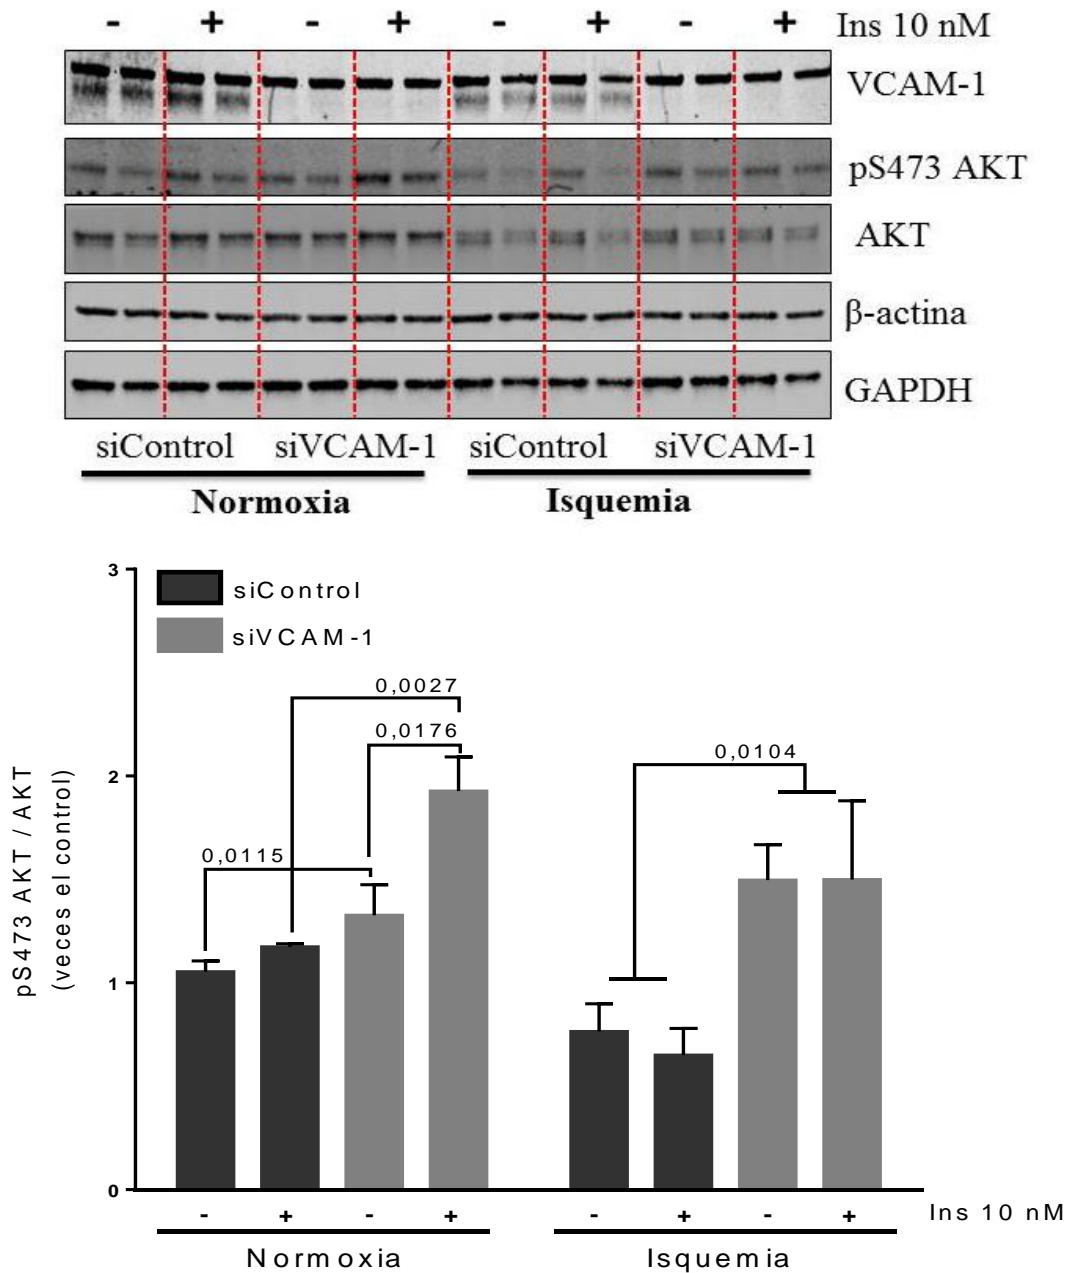 - + - + - + - + Ins 10 nM
VCAM-1
pS473 AKT
AKT
β-actina
GAPDH
siControl siVCAM-1 siControl siVCAM-1
Normoxia Isquemia
3
siControl
siVCAM-1
0,0027
0,0176
0,0104
2
0,0115
1
0
pS473 AKT / AKT
(veces el control)
- + - + - + - + Ins 10 nM
Normoxia Isquemia